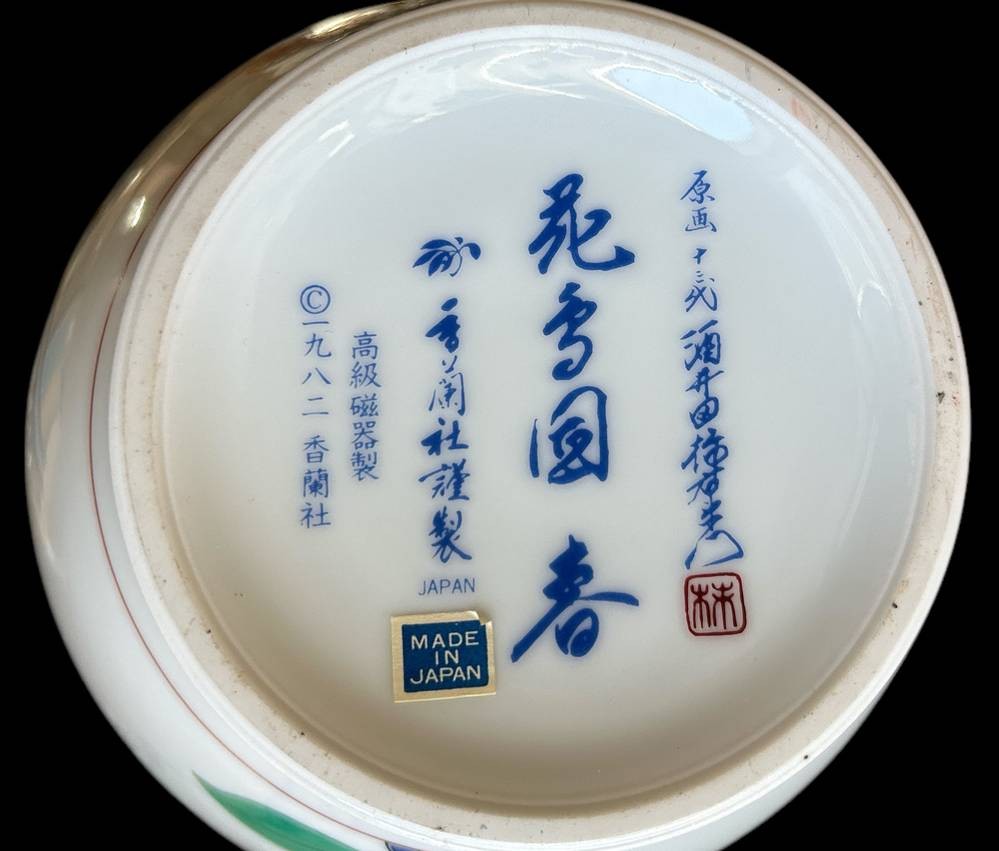 原画 十三代 酒井田柿右衛門
花鳥圖 春
香蘭社謹製
JAPAN
MADE
IN
JAPAN
高級磁器製
©一九八二 香蘭社